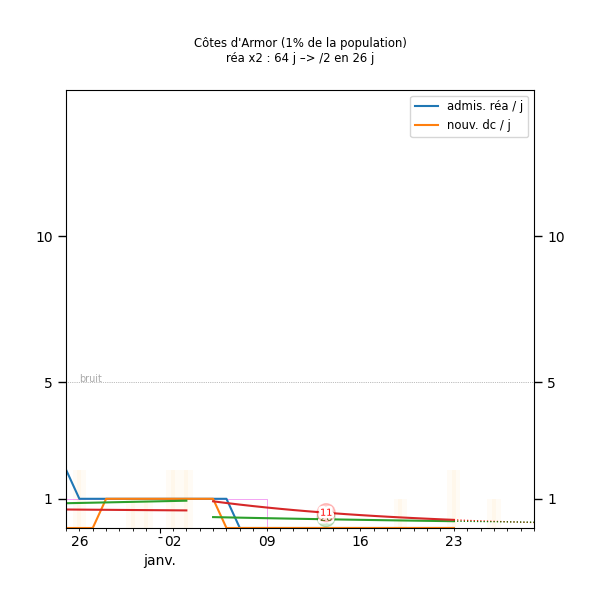 Côtes d'Armor (1% de la population)
réa x2 : 64 j –> /2 en 26 j
admis. réa / j
nouv. dc / j
10
10
bruit
5
5
1
1
11
26
02
09
16
23
janv.